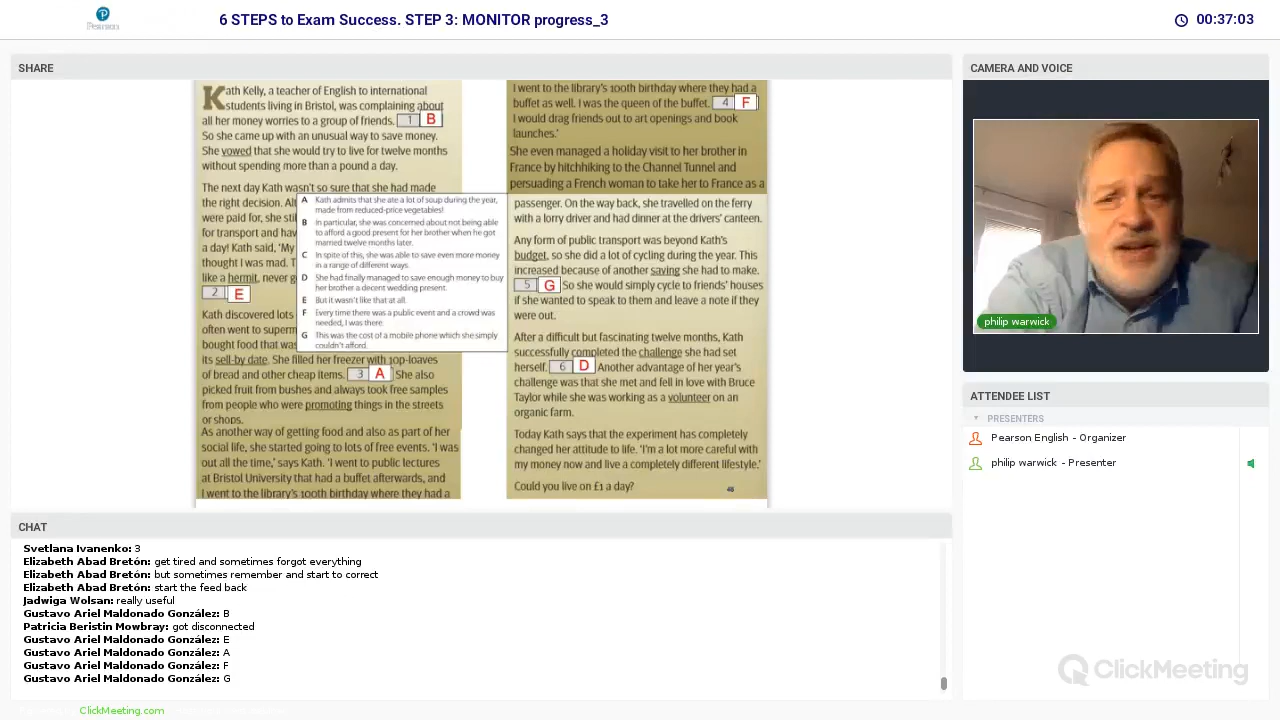 Pearson
6 STEPS to Exam Success. STEP 3: MONITOR progress_3
00:37:03
SHARE
Kath Kelly, a teacher of English to international
students living in Bristol, was complaining about
all her money worries to a group of friends. 1 B
So she came up with an unusual way to save money.
She vowed that she would try to live for twelve months
without spending more than a pound a day.
The next day Kath wasn't so sure that she had made
the right decision.
were paid for, she
for transport and
a day! Kath said, 'My
thought I was mad.
like a hermit, never
2 E
Kath discovered lots
often went to
bought food that was
its sell-by date. She filled her freezer with 10p-loaves
of bread and other cheap items. 3 A She also
picked fruit from bushes and always took free samples
from people who were promoting things in the streets
or shops.
As another way of getting food and also as part of her
social life, she started going to lots of free events. 'I was
out all the time,' says Kath. 'I went to public lectures
at Bristol University that had a buffet afterwards, and
I went to the library's 100th birthday where they had a
A Kath admits that she ate a lot of soup during the year,
made from reduced-price vegetables!
B In particular, she was concerned about not being able
to afford a good present for her brother when he got
married twelve months later.
C In spite of this, she was able to save even more money
in a range of different ways.
D She had finally managed to save enough money to buy
her brother a decent wedding present.
E But it wasn't like that at all.
F Every time there was a public event and a crowd was
needed, I was there.
G This was the cost of a mobile phone which she simply
couldn't afford.
I went to the library's 100th birthday where they had a
buffet as well. I was the queen of the buffet. 4 F
I would drag friends out to art openings and book
launches.'
She even managed a holiday visit to her brother in
France by hitchhiking to the Channel Tunnel and
persuading a French woman to take her to France as a
passenger. On the way back, she travelled on the ferry
with a lorry driver and had dinner at the drivers' canteen.
Any form of public transport was beyond Kath's
budget, so she did a lot of cycling during the year. This
increased because of another saving she had to make.
5 G So she would simply cycle to friends' houses
if she wanted to speak to them and leave a note if they
were out.
After a difficult but fascinating twelve months, Kath
successfully completed the challenge she had set
herself. 6 D Another advantage of her year's
challenge was that she met and fell in love with Bruce
Taylor while she was working as a volunteer on an
organic farm.
Today Kath says that the experiment has completely
changed her attitude to life. 'I'm a lot more careful with
my money now and live a completely different lifestyle.'
Could you live on £1 a day?
CAMERA AND VOICE
philip warwick
ATTENDEE LIST
PRESENTERS
Pearson English - Organizer
philip warwick - Presenter
CHAT
Svetlana Ivanenko: 3
Elizabeth Abad Bretón: get tired and sometimes forgot everything
Elizabeth Abad Bretón: but sometimes remember and start to correct
Elizabeth Abad Bretón: start the feed back
Jadwiga Wolsan: really useful
Gustavo Ariel Maldonado González: B
Patricia Beristin Mowbray: got disconnected
Gustavo Ariel Maldonado González: E
Gustavo Ariel Maldonado González: A
Gustavo Ariel Maldonado González: F
Gustavo Ariel Maldonado González: G
ClickMeeting
ClickMeeting.com